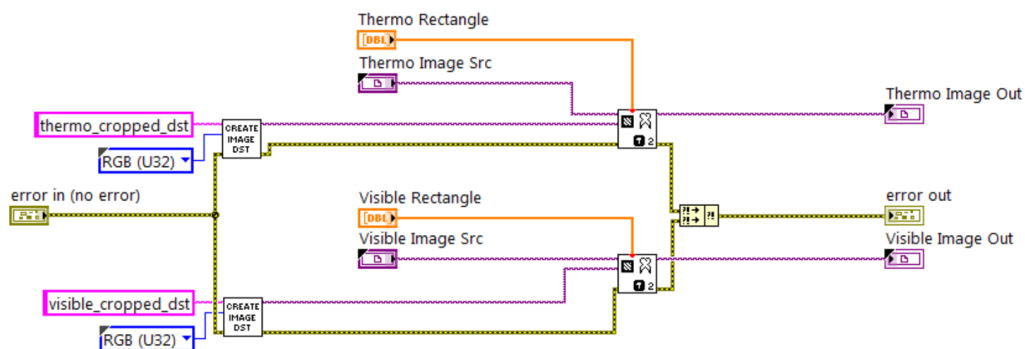 Thermo Rectangle
[DBL]
Thermo Image Src
Thermo Image Out
thermo_cropped_dst
CREATE
IMAGE
DST
RGB (U32)
2
error in (no error)
Visible Rectangle
[DBL]
error out
?!
?!
?!
Visible Image Src
Visible Image Out
2
visible_cropped_dst
CREATE
IMAGE
DST
RGB (U32)